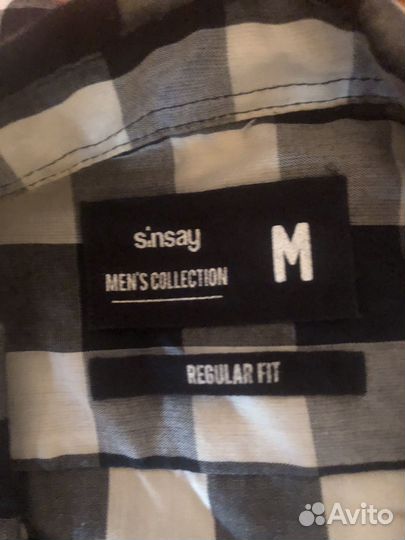 sinsay
MEN'S COLLECTION
M
REGULAR FIT
Avito